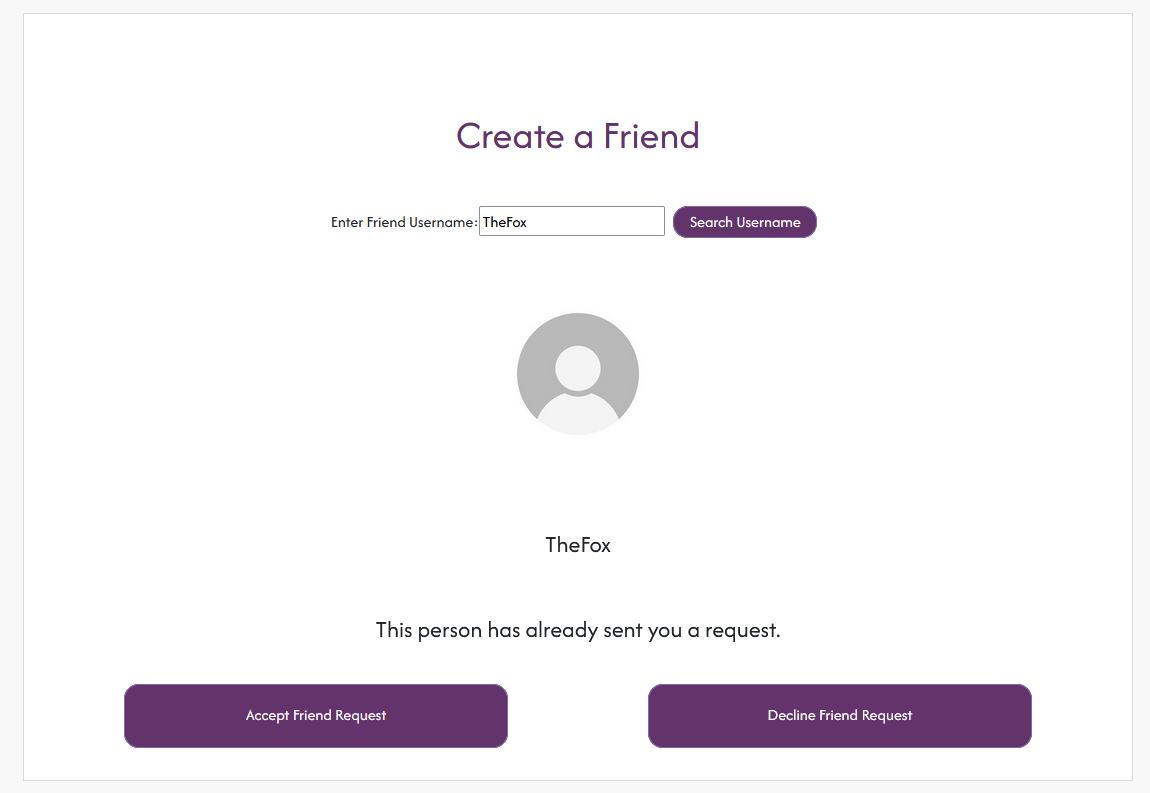 Create a Friend
Enter Friend Username: TheFox Search Username
TheFox
This person has already sent you a request.
Accept Friend Request Decline Friend Request